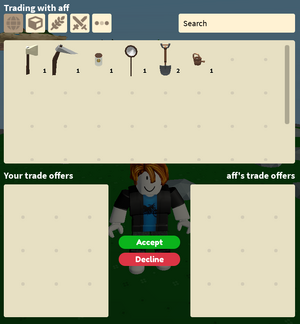 Trading with aff
Search
1 1 1 1 2 1
Your trade offers aff's trade offers
Accept
Decline